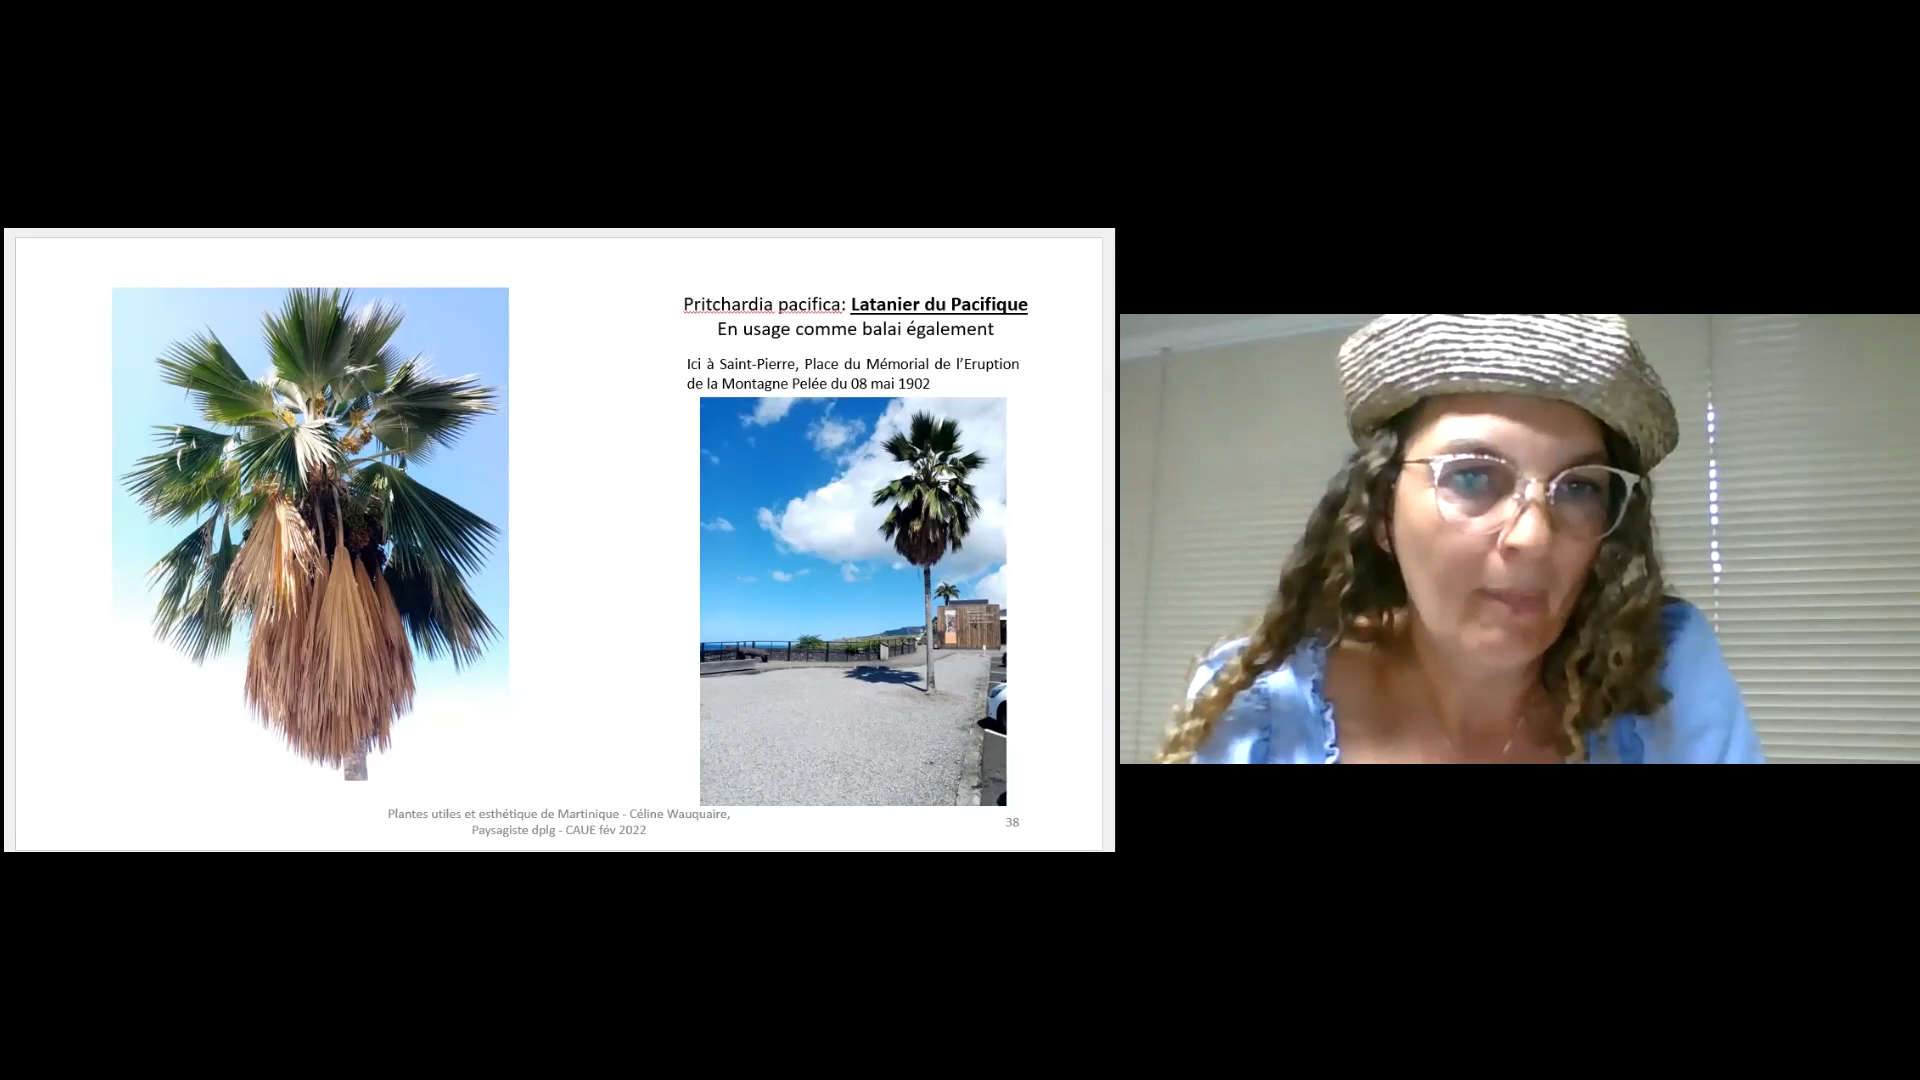 Pritchardia pacifica: Latanier du Pacifique
En usage comme balai également
Ici à Saint-Pierre, Place du Mémorial de l’Eruption
de la Montagne Pelée du 08 mai 1902
Plantes utiles et esthétique de Martinique - Céline Wauquaire,
Paysagiste dplg - CAUE fév 2022
38